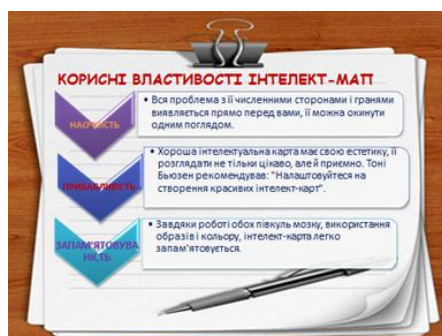 КОРИСНІ ВЛАСТИВОСТІ ІНТЕЛЕКТ-МАП
НАОЧНІСТЬ
• Вся проблема з її численними сторонами і гранями
виявляється прямо перед вами, її можна окинути
одним поглядом.
ПРИВАБЛИВІСТЬ
• Хороша інтелектуальна карта має свою естетику, її
розглядати не тільки цікаво, але й приємно. Тоні
Бьюзен рекомендував: "Налаштовуйтеся на
створення красивих інтелект-карт".
ЗАПАМ'ЯТОВУВА
НІСТЬ
• Завдяки роботі обох півкуль мозку, використання
образів і кольору, інтелект-карта легко
запам'ятовується.